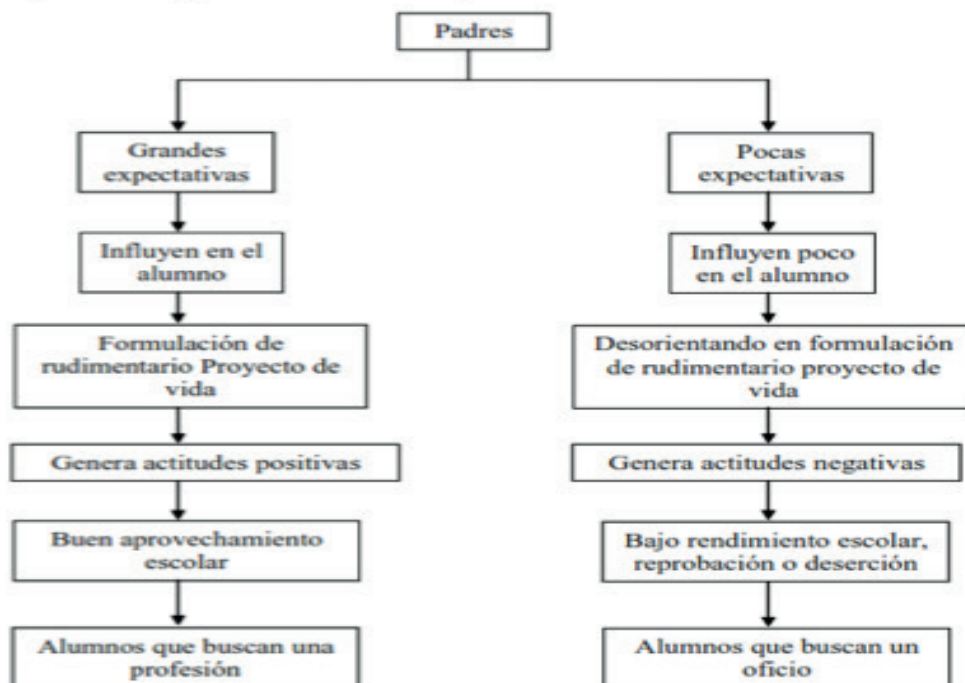 Padres
Grandes
expectativas
Influyen en el
alumno
Formulación de
rudimentario Proyecto de
vida
Genera actitudes positivas
Buen aprovechamiento
escolar
Alumnos que buscan una
profesión
Pocas
expectativas
Influyen poco
en el alumno
Desorientando en formulación
de rudimentario proyecto de
vida
Genera actitudes negativas
Bajo rendimiento escolar,
reprobación o deserción
Alumnos que buscan un
oficio